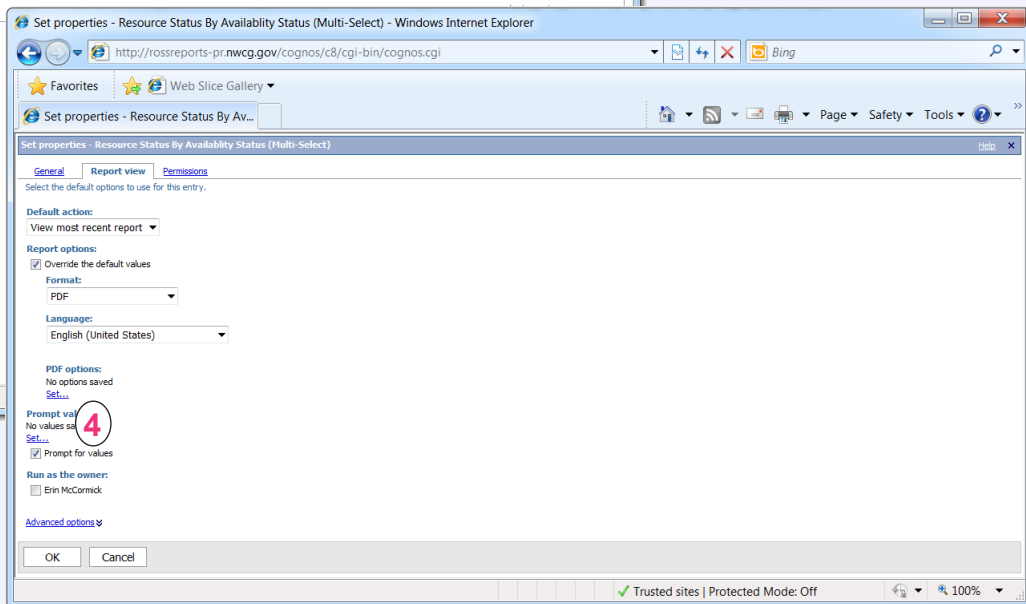 Set properties - Resource Status By Availablity Status (Multi-Select) - Windows Internet Explorer
http://rossreports-pr.nwcg.gov/cognos/c8/cgi-bin/cognos.cgi
Bing
Favorites Web Slice Gallery
Set properties - Resource Status By Av...
Page Safety Tools
Set properties - Resource Status By Availablity Status (Multi-Select) Help
General Report view Permissions
Select the default options to use for this entry.
Default action:
View most recent report
Report options:
Override the default values
Format:
PDF
Language:
English (United States)
PDF options:
No options saved
Set...
Prompt val
No values sa
4
Set...
Prompt for values
Run as the owner:
Erin McCormick
Advanced options
OK Cancel
Trusted sites | Protected Mode: Off 100%